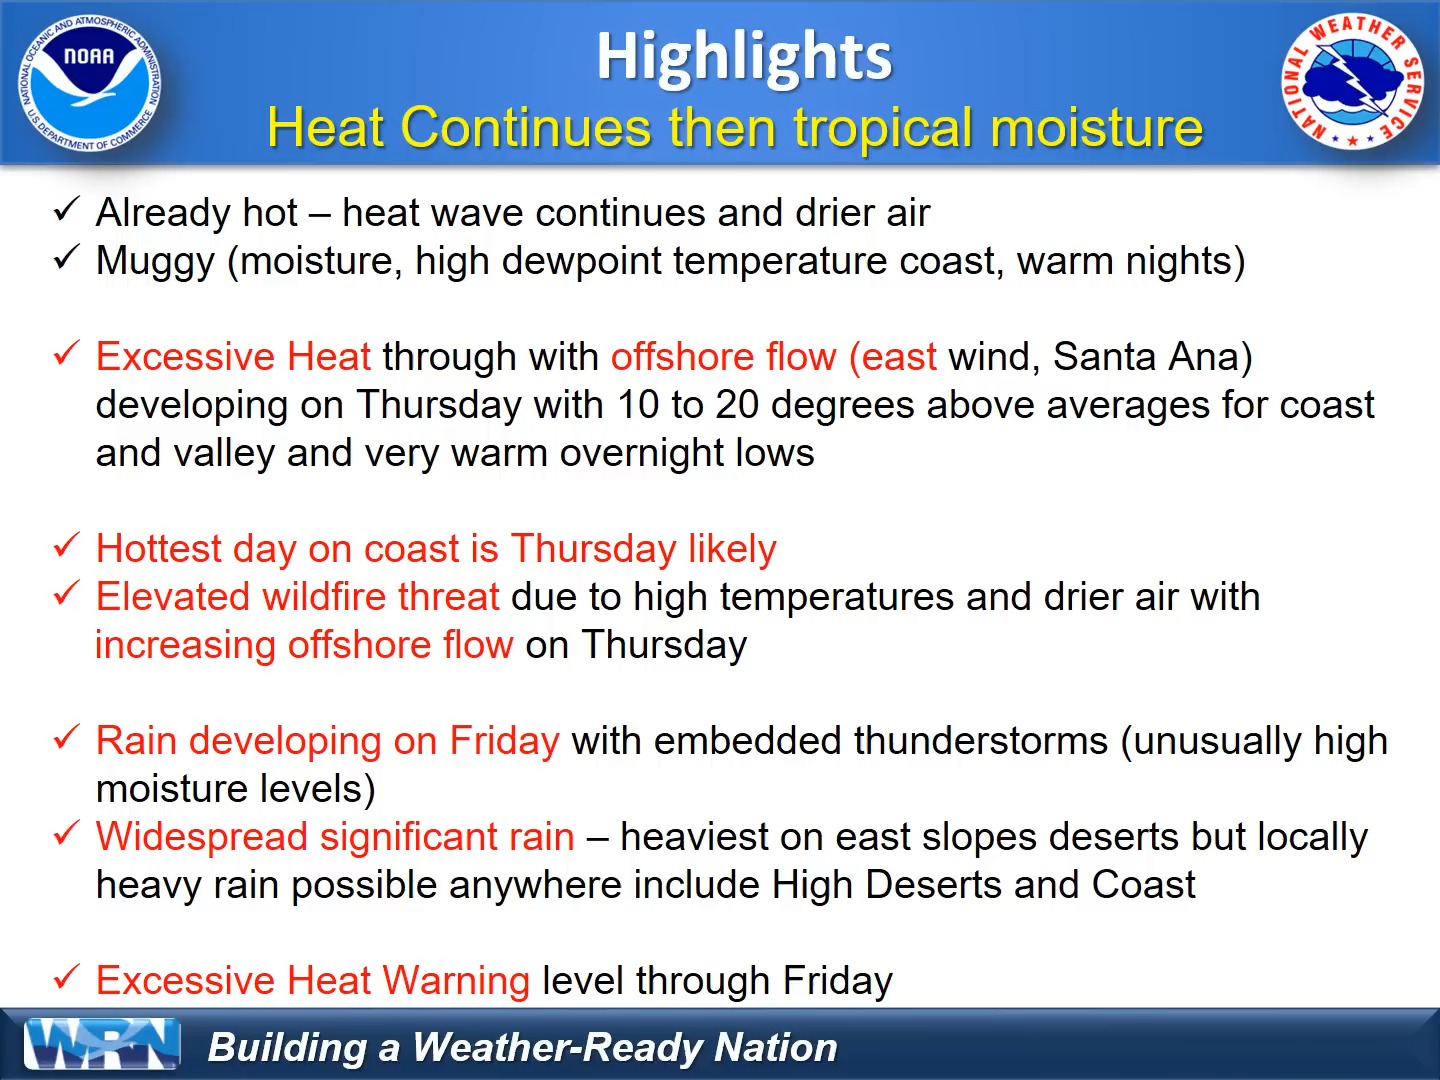 NATIONAL OCEANIC AND ATMOSPHERIC ADMINISTRATION
NOAA
U.S. DEPARTMENT OF COMMERCE
Highlights
Heat Continues then tropical moisture
NATIONAL WEATHER SERVICE
✓ Already hot – heat wave continues and drier air
✓ Muggy (moisture, high dewpoint temperature coast, warm nights)
✓ Excessive Heat through with offshore flow (east wind, Santa Ana)
developing on Thursday with 10 to 20 degrees above averages for coast
and valley and very warm overnight lows
✓ Hottest day on coast is Thursday likely
✓ Elevated wildfire threat due to high temperatures and drier air with
increasing offshore flow on Thursday
✓ Rain developing on Friday with embedded thunderstorms (unusually high
moisture levels)
✓ Widespread significant rain – heaviest on east slopes deserts but locally
heavy rain possible anywhere include High Deserts and Coast
✓ Excessive Heat Warning level through Friday
WRN
Building a Weather-Ready Nation